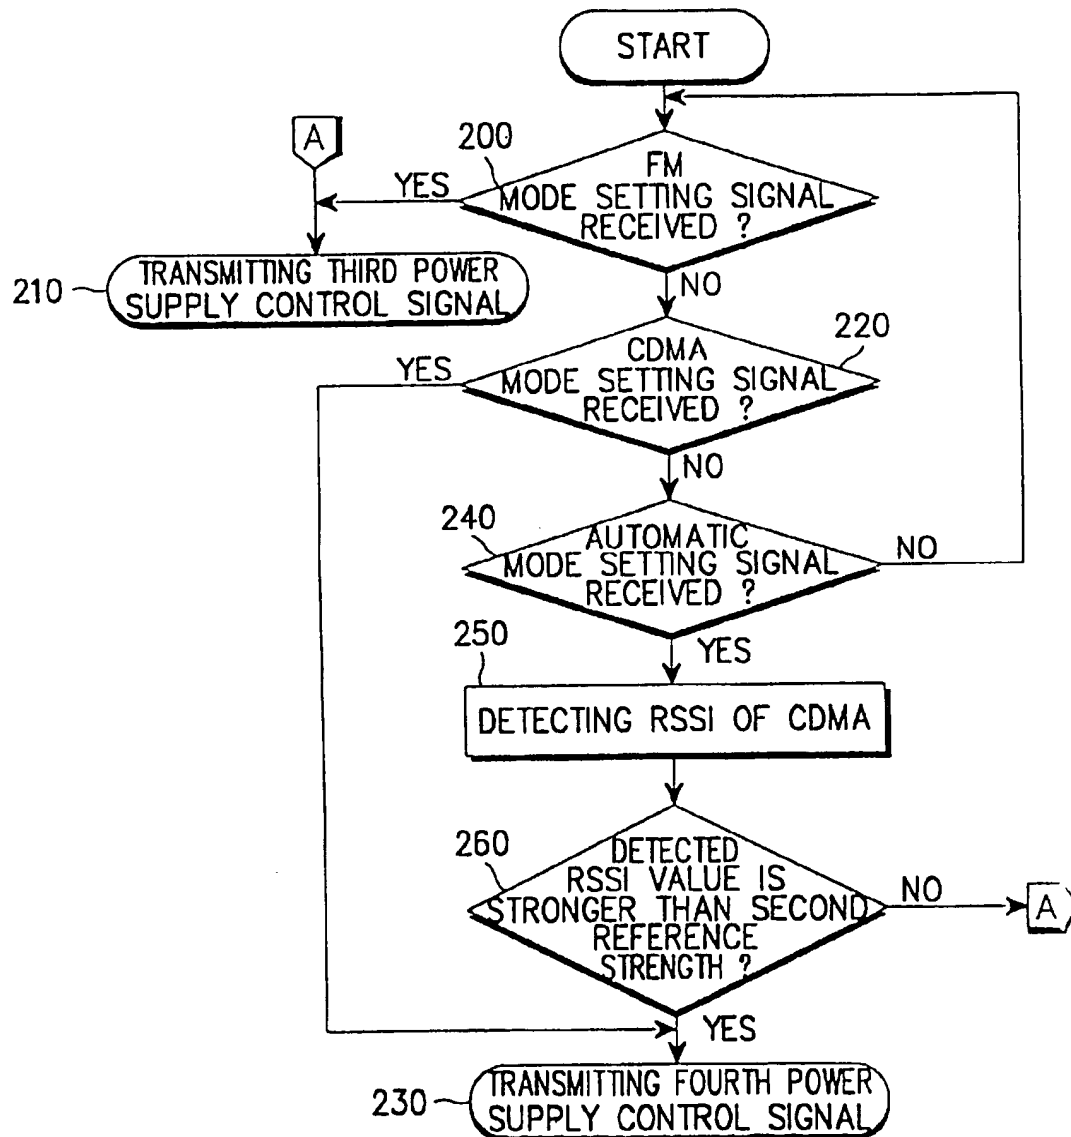 START
A
200
YES
FM
MODE SETTING SIGNAL
RECEIVED ?
210
TRANSMITTING THIRD POWER
SUPPLY CONTROL SIGNAL
NO
220
YES
CDMA
MODE SETTING SIGNAL
RECEIVED ?
NO
240
AUTOMATIC
MODE SETTING SIGNAL
RECEIVED ?
NO
250
YES
DETECTING RSSI OF CDMA
260
DETECTED
RSSI VALUE IS
STRONGER THAN SECOND
REFERENCE
STRENGTH ?
NO
A
YES
230
TRANSMITTING FOURTH POWER
SUPPLY CONTROL SIGNAL